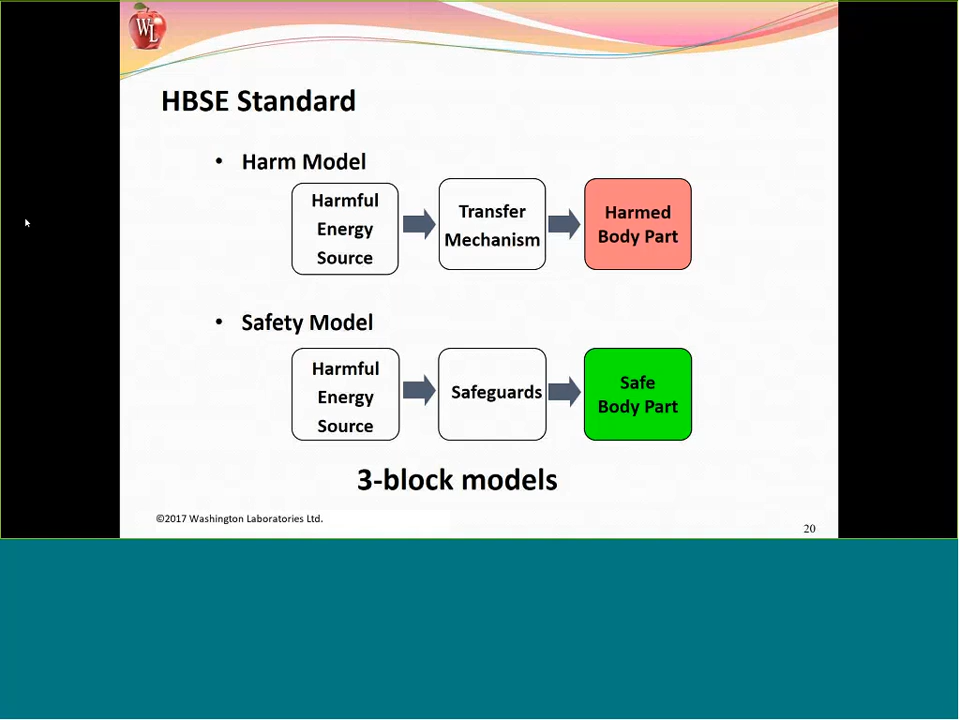 WL
HBSE Standard
• Harm Model
Harmful
Energy
Source
Transfer
Mechanism
Harmed
Body Part
• Safety Model
Harmful
Energy
Source
Safeguards
Safe
Body Part
3-block models
©2017 Washington Laboratories Ltd.
20